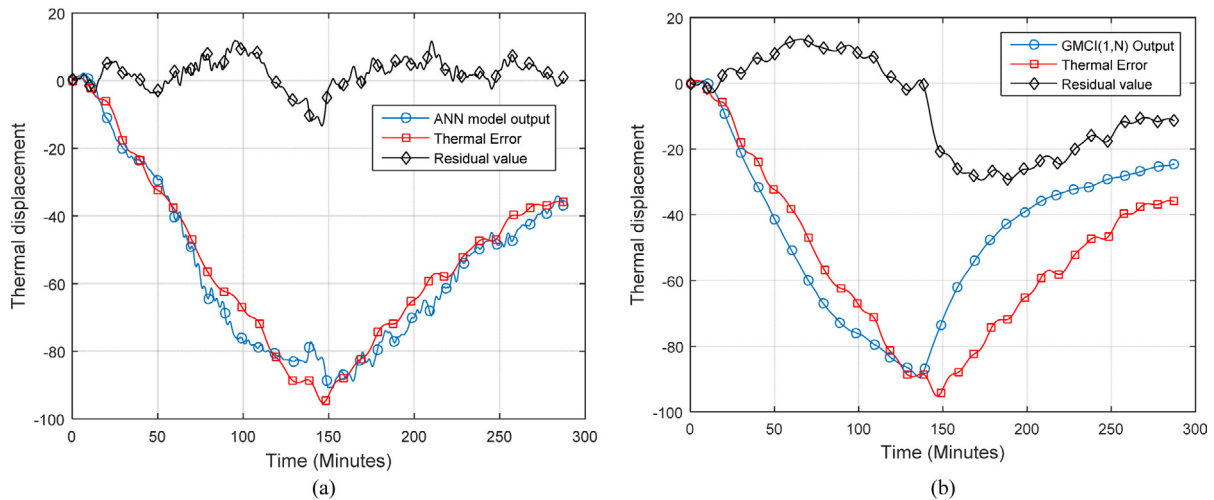 20
0
-20
-40
-60
-80
-100
0
50
100
150
200
250
300
Thermal displacement
Time (Minutes)
ANN model output
Thermal Error
Residual value
(a)
20
0
-20
-40
-60
-80
-100
0
50
100
150
200
250
300
Thermal displacement
Time (Minutes)
GMCI(1,N) Output
Thermal Error
Residual value
(b)